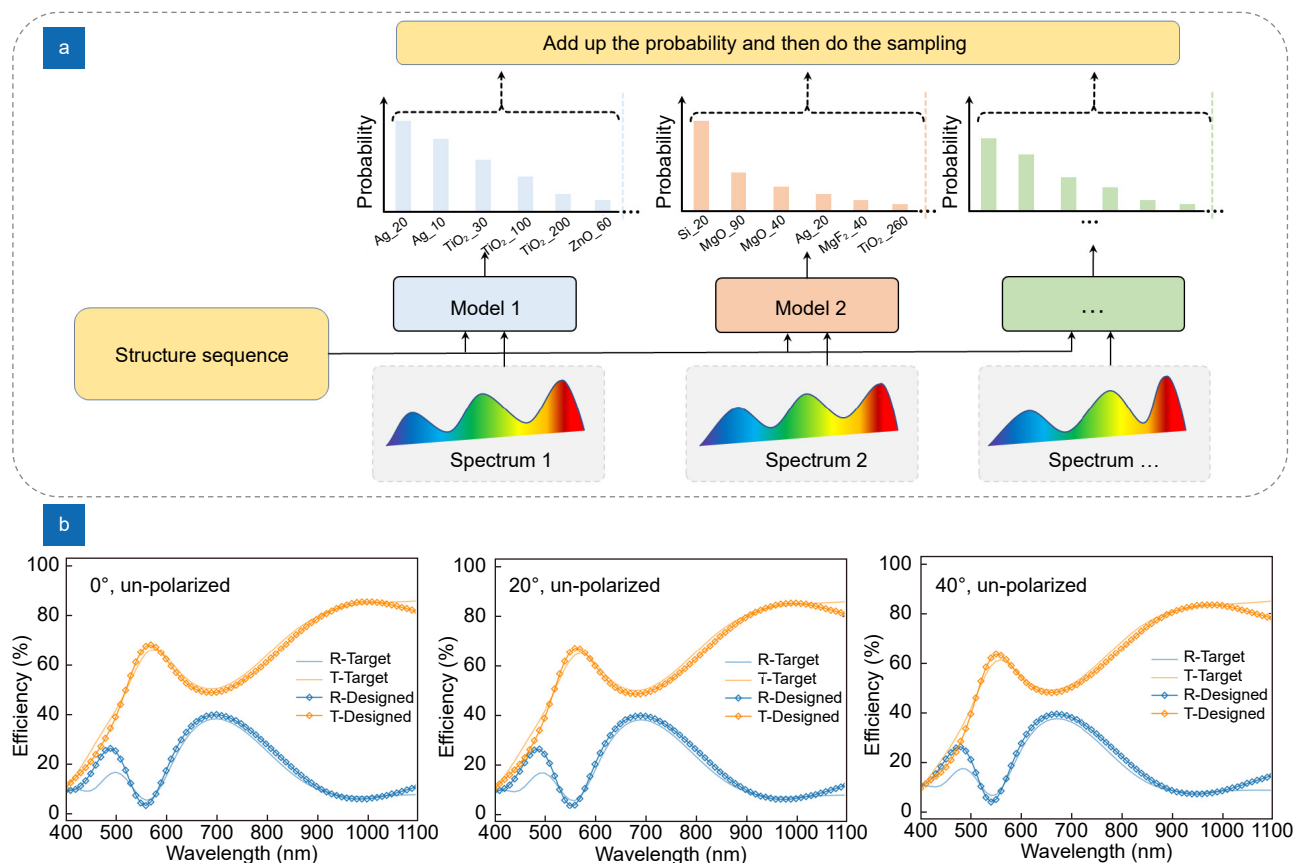 a
Add up the probability and then do the sampling
Probability
Ag_20
Ag_10
TiO₂_30
TiO₂_100
TiO₂_200
ZnO_60
...
Probability
Si_20
MgO_90
MgO_40
Ag_20
MgF₂_40
TiO₂_260
...
Probability
...
...
Model 1
Model 2
...
Structure sequence
Spectrum 1
Spectrum 2
Spectrum ...
b
0°, un-polarized
Efficiency (%)
100
80
60
40
20
0
R-Target
T-Target
R-Designed
T-Designed
400 500 600 700 800 900 1000 1100
Wavelength (nm)
20°, un-polarized
Efficiency (%)
100
80
60
40
20
0
R-Target
T-Target
R-Designed
T-Designed
400 500 600 700 800 900 1000 1100
Wavelength (nm)
40°, un-polarized
Efficiency (%)
100
80
60
40
20
0
R-Target
T-Target
R-Designed
T-Designed
400 500 600 700 800 900 1000 1100
Wavelength (nm)